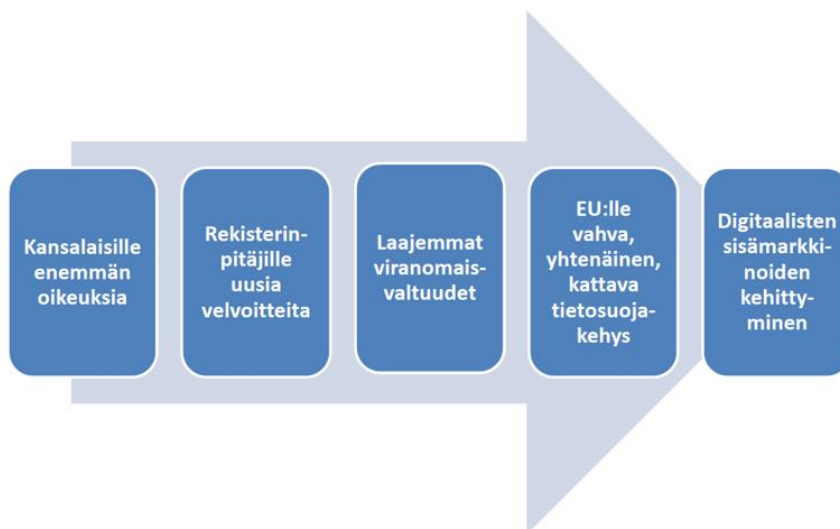 Kansalaisille
enemmän
oikeuksia
Rekisterin-
pitäjille
uusia
velvoitteita
Laajemmat
viranomais-
valtuudet
EU:lle
vahva,
yhtenäinen,
kattava
tietosuoja-
kehys
Digitaalisten
sisämarkki-
noiden
kehitty-
minen